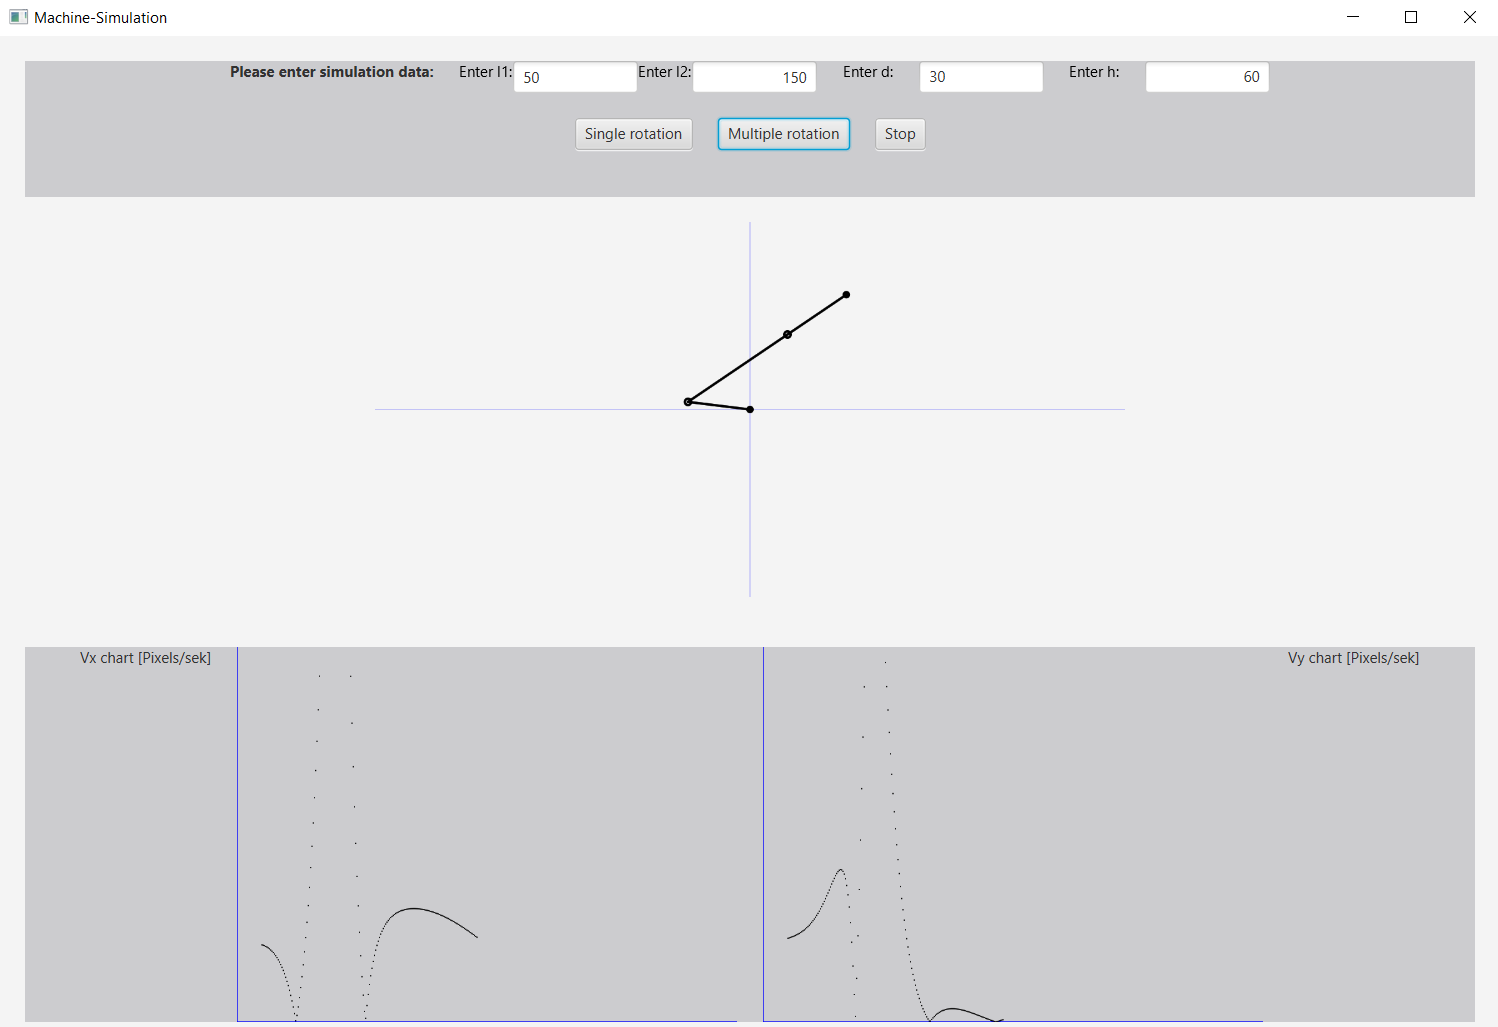 Machine-Simulation
Please enter simulation data: Enter l1: 50 Enter l2: 150 Enter d: 30 Enter h: 60
Single rotation Multiple rotation Stop
Vx chart [Pixels/sek] Vy chart [Pixels/sek]